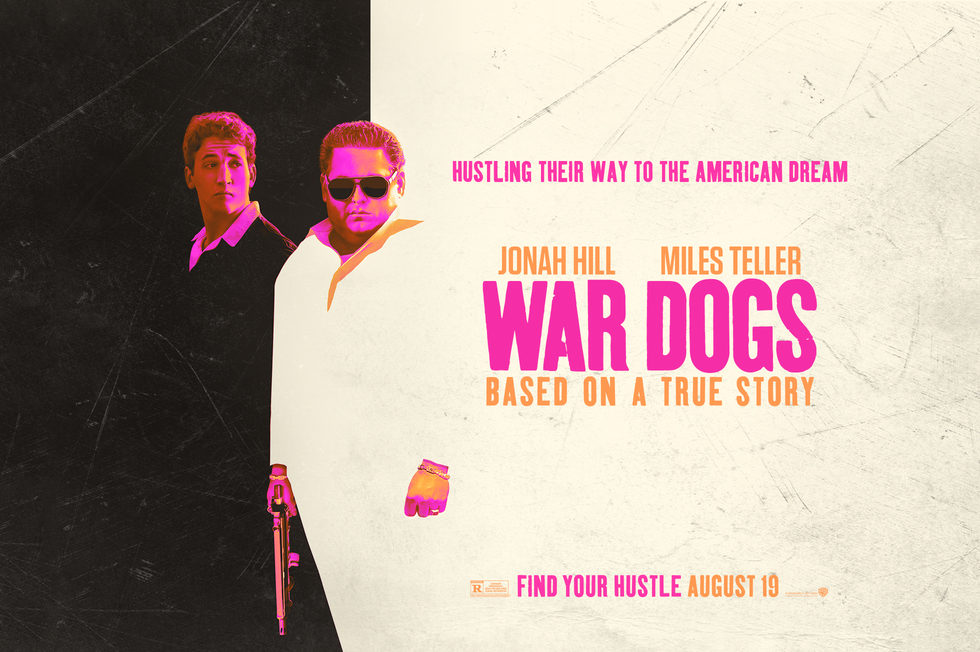 HUSTLING THEIR WAY TO THE AMERICAN DREAM
JONAH HILL MILES TELLER
WAR DOGS
BASED ON A TRUE STORY
R FIND YOUR HUSTLE AUGUST 19